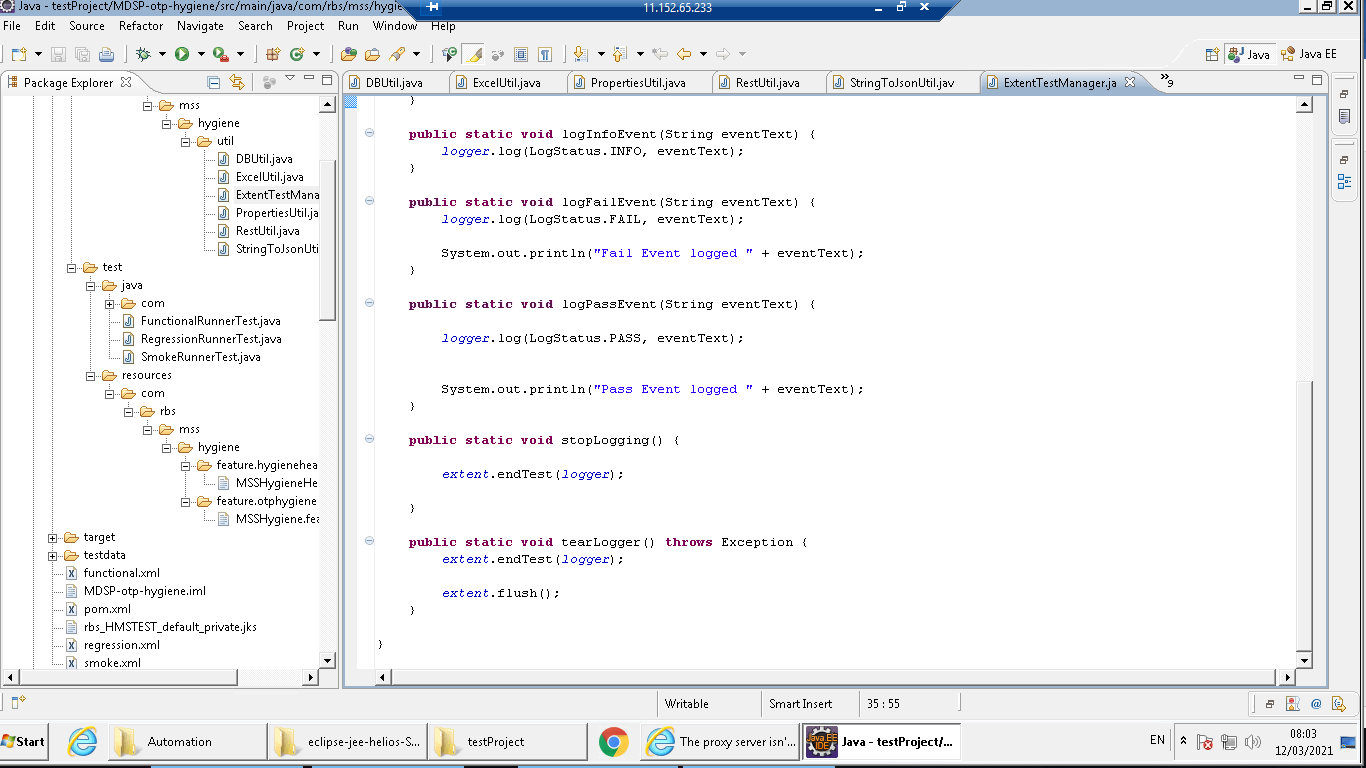 Java - testProject/MDSP-otp-hygiene/src/main/java/com/rbs/mss/hygie
11.152.65.233
File Edit Source Refactor Navigate Search Project Run Window Help
Java
Java EE
Package Explorer
DBUtil.java
ExcelUtil.java
PropertiesUtil.java
RestUtil.java
StringToJsonUtil.jav
ExtentTestManager.ja
»9
mss
hygiene
util
DBUtil.java
ExcelUtil.java
ExtentTestMana
PropertiesUtil.ja
RestUtil.java
StringToJsonUti
test
java
com
FunctionalRunnerTest.java
RegressionRunnerTest.java
SmokeRunnerTest.java
resources
com
rbs
mss
hygiene
feature.hygienehea
MSSHygieneHe
feature.otphygiene
MSSHygiene.fea
target
testdata
functional.xml
MDSP-otp-hygiene.iml
pom.xml
rbs_HMSTEST_default_private.jks
regression.xml
smoke.xml
}
public static void logInfoEvent(String eventText) {
logger.log(LogStatus.INFO, eventText);
}
public static void logFailEvent(String eventText) {
logger.log(LogStatus.FAIL, eventText);
System.out.println("Fail Event logged " + eventText);
}
public static void logPassEvent(String eventText) {
logger.log(LogStatus.PASS, eventText);
System.out.println("Pass Event logged " + eventText);
}
public static void stopLogging() {
extent.endTest(logger);
}
public static void tearLogger() throws Exception {
extent.endTest(logger);
extent.flush();
}
}
Writable
Smart Insert
35 : 55
Start
Automation
eclipse-jee-helios-S...
testProject
The proxy server isn'...
Java EE IDE
Java - testProject/...
EN
08:03
12/03/2021